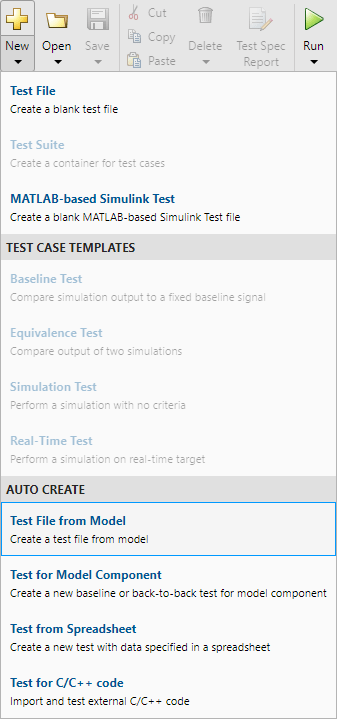 New Open Save Cut Copy Paste Delete Test Spec Report Run
Test File
Create a blank test file
Test Suite
Create a container for test cases
MATLAB-based Simulink Test
Create a blank MATLAB-based Simulink Test file
TEST CASE TEMPLATES
Baseline Test
Compare simulation output to a fixed baseline signal
Equivalence Test
Compare output of two simulations
Simulation Test
Perform a simulation with no criteria
Real-Time Test
Perform a simulation on real-time target
AUTO CREATE
Test File from Model
Create a test file from model
Test for Model Component
Create a new baseline or back-to-back test for model component
Test from Spreadsheet
Create a new test with data specified in a spreadsheet
Test for C/C++ code
Import and test external C/C++ code